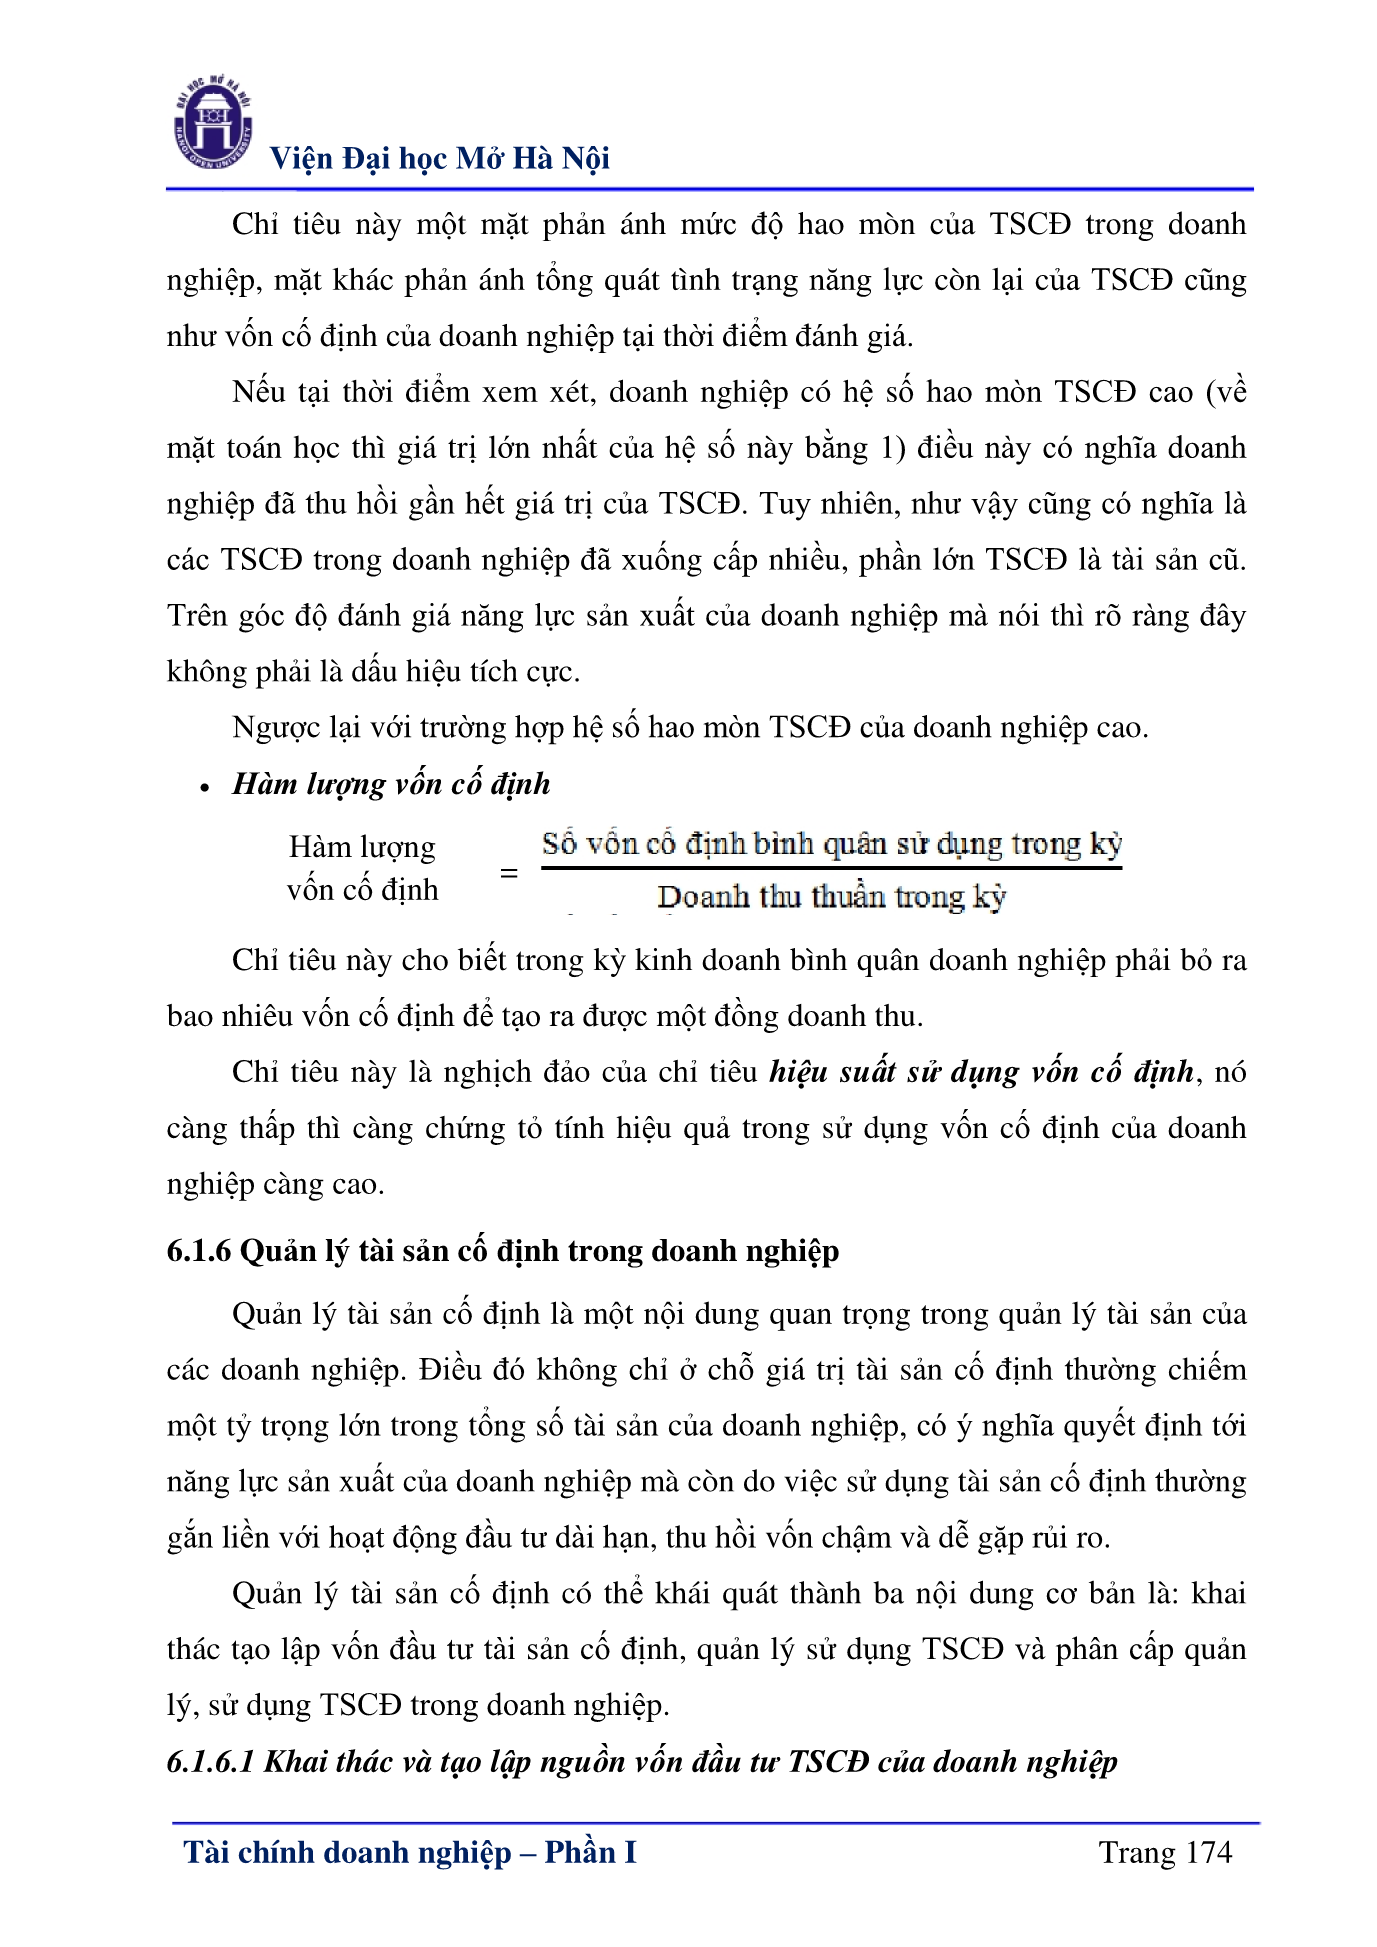 ĐẠI HỌC MỞ HÀ NỘI
HANOI OPEN UNIVERSITY
Viện Đại học Mở Hà Nội
Chỉ tiêu này một mặt phản ánh mức độ hao mòn của TSCĐ trong doanh
nghiệp, mặt khác phản ánh tổng quát tình trạng năng lực còn lại của TSCĐ cũng
như vốn cố định của doanh nghiệp tại thời điểm đánh giá.
Nếu tại thời điểm xem xét, doanh nghiệp có hệ số hao mòn TSCĐ cao (về
mặt toán học thì giá trị lớn nhất của hệ số này bằng 1) điều này có nghĩa doanh
nghiệp đã thu hồi gần hết giá trị của TSCĐ. Tuy nhiên, như vậy cũng có nghĩa là
các TSCĐ trong doanh nghiệp đã xuống cấp nhiều, phần lớn TSCĐ là tài sản cũ.
Trên góc độ đánh giá năng lực sản xuất của doanh nghiệp mà nói thì rõ ràng đây
không phải là dấu hiệu tích cực.
Ngược lại với trường hợp hệ số hao mòn TSCĐ của doanh nghiệp cao.
• Hàm lượng vốn cố định
Hàm lượng
vốn cố định
=
Số vốn cố định bình quân sử dụng trong kỳ
Doanh thu thuần trong kỳ
Chỉ tiêu này cho biết trong kỳ kinh doanh bình quân doanh nghiệp phải bỏ ra
bao nhiêu vốn cố định để tạo ra được một đồng doanh thu.
Chỉ tiêu này là nghịch đảo của chỉ tiêu hiệu suất sử dụng vốn cố định, nó
càng thấp thì càng chứng tỏ tính hiệu quả trong sử dụng vốn cố định của doanh
nghiệp càng cao.
6.1.6 Quản lý tài sản cố định trong doanh nghiệp
Quản lý tài sản cố định là một nội dung quan trọng trong quản lý tài sản của
các doanh nghiệp. Điều đó không chỉ ở chỗ giá trị tài sản cố định thường chiếm
một tỷ trọng lớn trong tổng số tài sản của doanh nghiệp, có ý nghĩa quyết định tới
năng lực sản xuất của doanh nghiệp mà còn do việc sử dụng tài sản cố định thường
gắn liền với hoạt động đầu tư dài hạn, thu hồi vốn chậm và dễ gặp rủi ro.
Quản lý tài sản cố định có thể khái quát thành ba nội dung cơ bản là: khai
thác tạo lập vốn đầu tư tài sản cố định, quản lý sử dụng TSCĐ và phân cấp quản
lý, sử dụng TSCĐ trong doanh nghiệp.
6.1.6.1 Khai thác và tạo lập nguồn vốn đầu tư TSCĐ của doanh nghiệp
Tài chính doanh nghiệp – Phần I
Trang 174